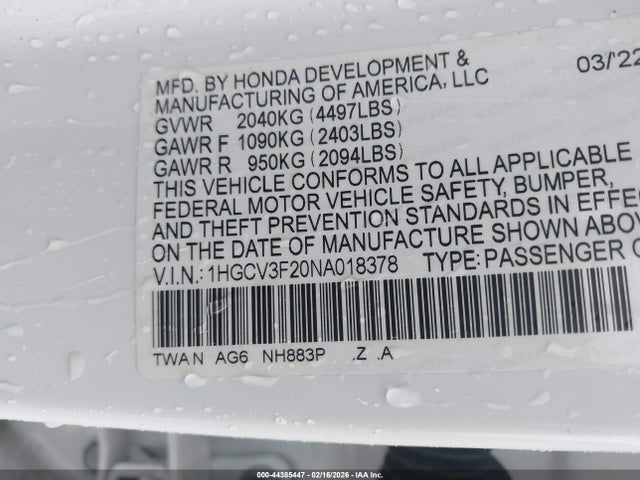 MFD. BY HONDA DEVELOPMENT & 03/'22
MANUFACTURING OF AMERICA, LLC
GVWR 2040KG (4497LBS)
GAWR F 1090KG (2403LBS)
GAWR R 950KG (2094LBS)
THIS VEHICLE CONFORMS TO ALL APPLICABLE
FEDERAL MOTOR VEHICLE SAFETY, BUMPER,
AND THEFT PREVENTION STANDARDS IN EFFEC
ON THE DATE OF MANUFACTURE SHOWN ABOV
V.I.N.: 1HGCV3F20NA018378 TYPE: PASSENGER C
TWAN AG6 NH883P .Z .A
000-44385447 - 02/16/2026 - IAA Inc.